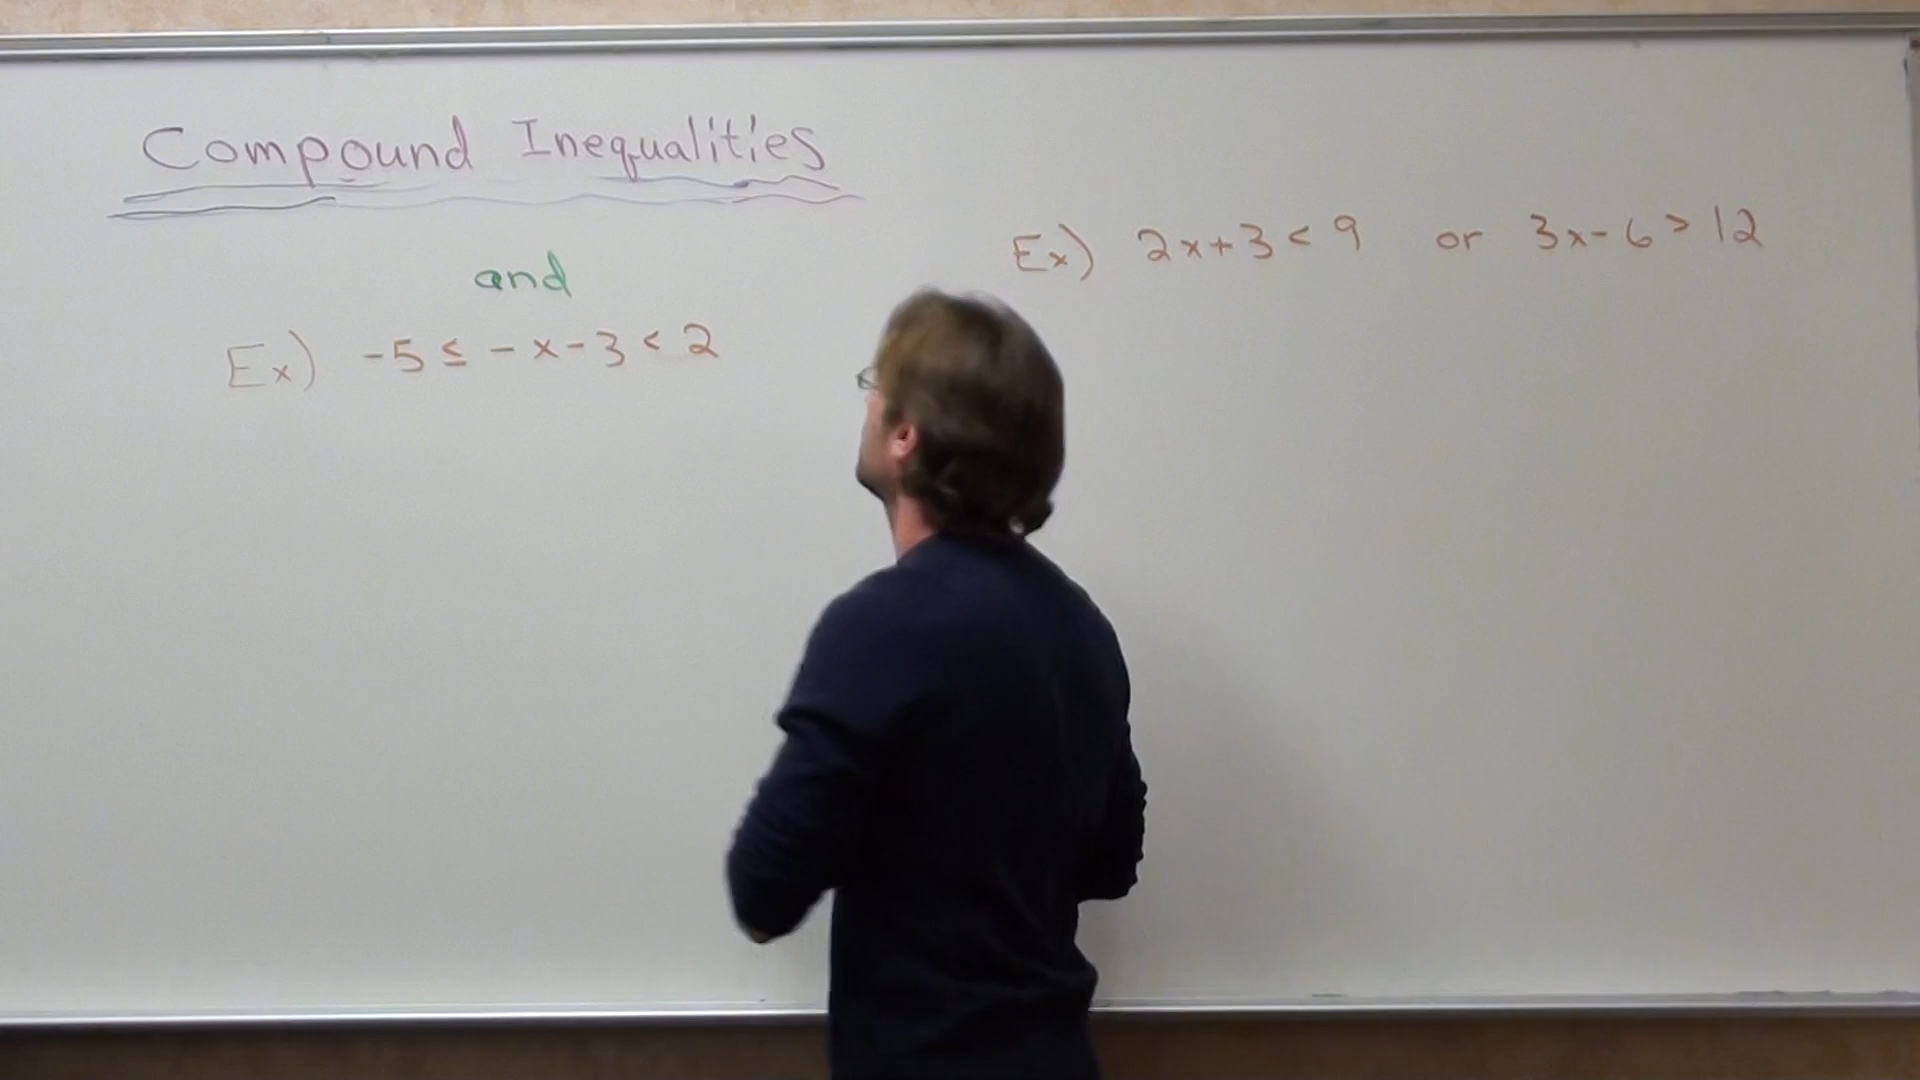 Compound Inequalities
and
Ex) -5 ≤ -x-3 < 2
Ex) 2x+3 < 9 or 3x-6 > 12